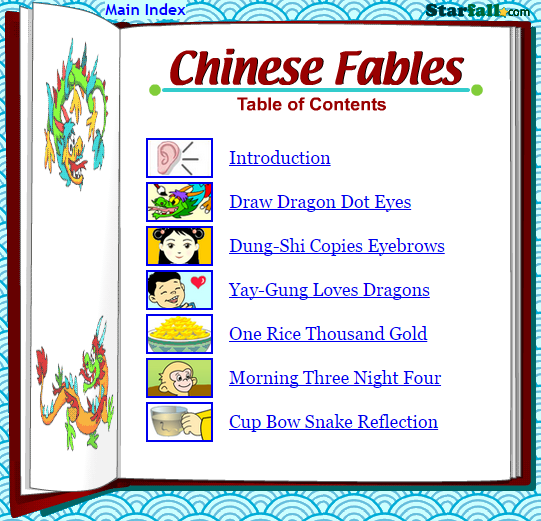 Main Index
Starfall.com
Chinese Fables
Table of Contents
Introduction
Draw Dragon Dot Eyes
Dung-Shi Copies Eyebrows
Yay-Gung Loves Dragons
One Rice Thousand Gold
Morning Three Night Four
Cup Bow Snake Reflection